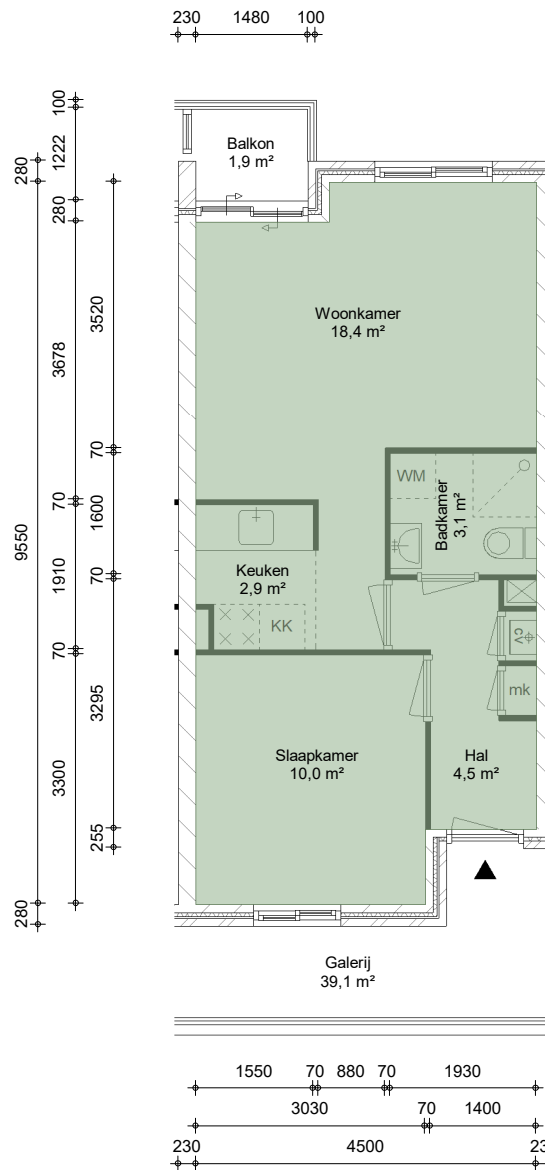 230 1480 100
100
1222
280
280
3520
3678
70
70
1600
9550
1910
70
70
3295
3300
255
280
Balkon
1,9 m²
Woonkamer
18,4 m²
WM
Badkamer
3,1 m²
Keuken
2,9 m²
KK
cv
mk
Slaapkamer
10,0 m²
Hal
4,5 m²
Galerij
39,1 m²
1550 70 880 70 1930
3030 70 1400
230 4500 23